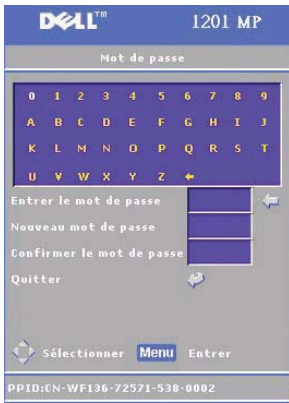 DELL™ 1201 MP
Mot de passe
0 1 2 3 4 5 6 7 8 9
A B C D E F G H I J
K L M N O P Q R S T
U V W X Y Z ←
Entrer le mot de passe
Nouveau mot de passe
Confirmer le mot de passe
Quitter
Sélectionner Menu Entrer
PPID:CN-WF136-72571-538-0002